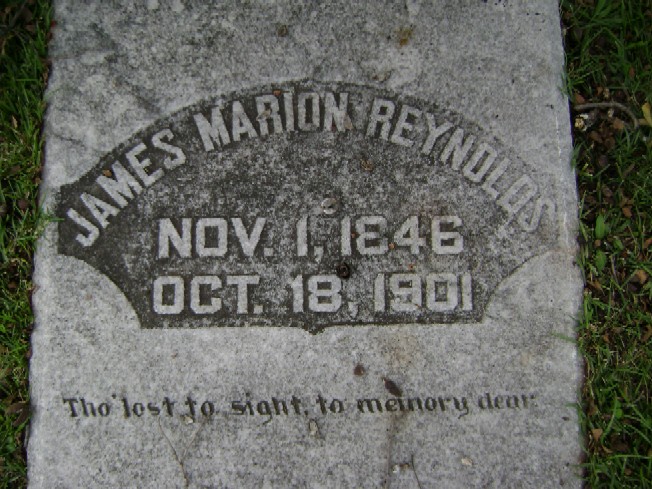 JAMES MARION REYNOLDS
NOV. 1, 1846
OCT. 18, 1901
Tho' lost to sight, to memory dear.